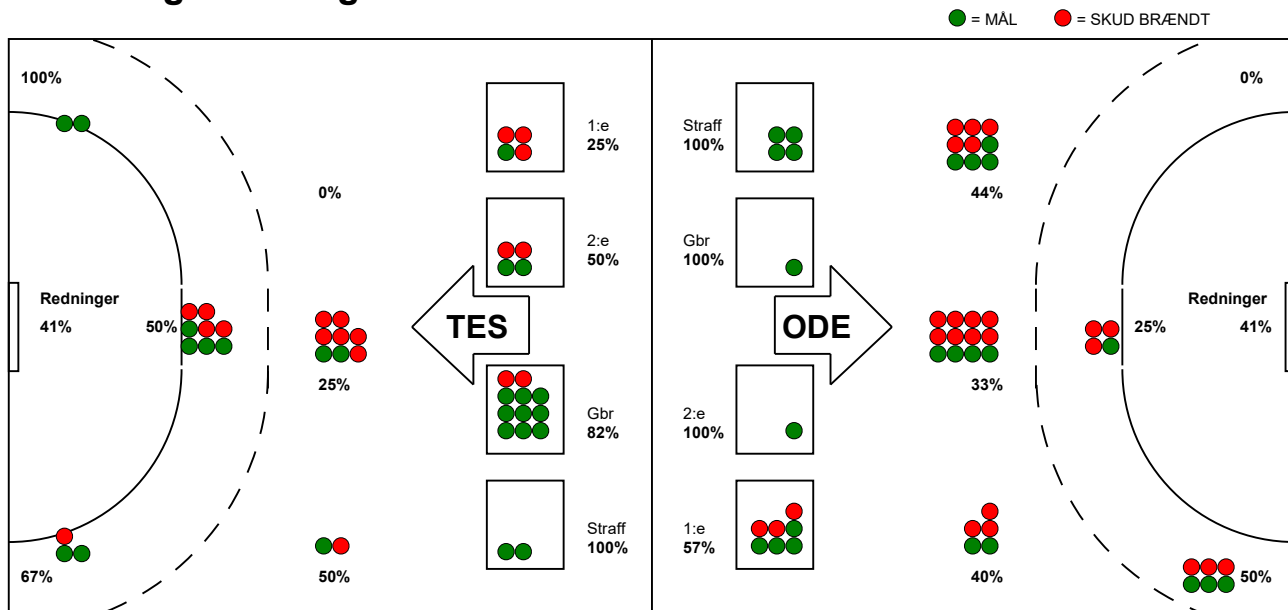 = MÅL
= SKUD BRÆNDT
100%
1:e
25%
0%
2:e
50%
Redninger
41%
50%
TES
25%
Gbr
82%
Straff
100%
67%
50%
Straff
100%
0%
44%
Gbr
100%
ODE
Redninger
25%
41%
33%
2:e
100%
1:e
57%
40%
50%